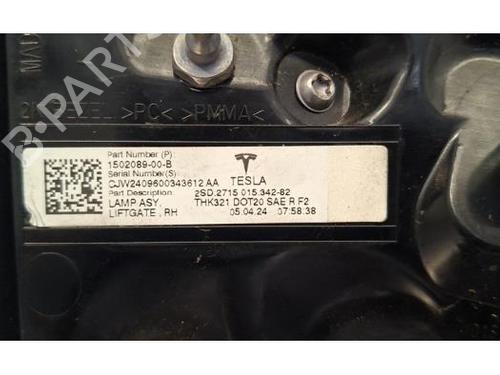 >PC< >PMMA<
Part Number (P)
1502089-00-B
Serial Number(S)
CJW2409600343612 AA TESLA
Part Description: 2SD.2715 015.342-82
LAMP ASY, THK321 DOT20 SAE R F2
LIFTGATE , RH 05.04.24 07:58:38